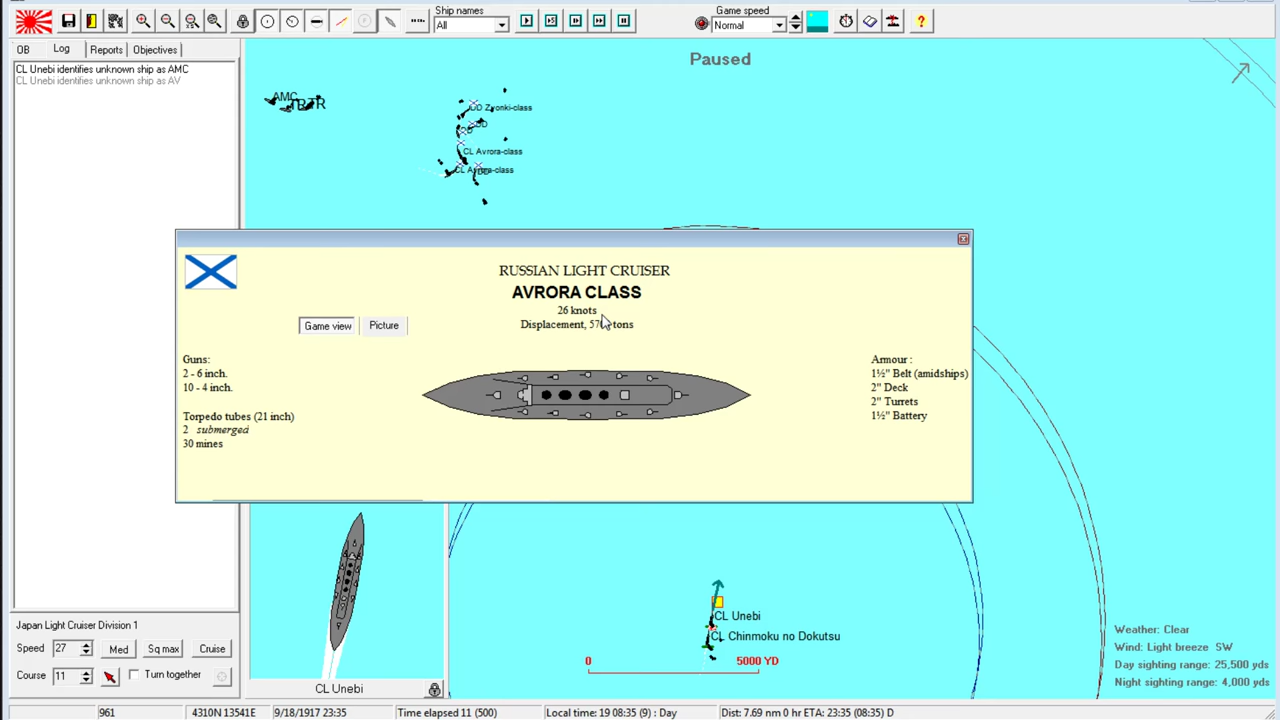 Ship names
All
Game speed
Normal
OB
Log
Reports
Objectives
CL Unebi identifies unknown ship as AMC
CL Unebi identifies unknown ship as AV
Paused
AMC
DD Zvonki-class
CL Avrora-class
RUSSIAN LIGHT CRUISER
AVRORA CLASS
26 knots
Displacement, tons
Game view
Picture
Guns:
2 - 6 inch.
10 - 4 inch.
Torpedo tubes (21 inch)
2 submerged
30 mines
Armour :
1½" Belt (amidships)
2" Deck
2" Turrets
1½" Battery
CL Unebi
CL Chinmoku no Dokutsu
0 5000 YD
Weather: Clear
Wind: Light breeze SW
Day sighting range: 25,500 yds
Night sighting range: 4,000 yds
Japan Light Cruiser Division 1
Speed 27 Med Sq max Cruise
Course 11 Turn together
CL Unebi
961 4310N 13541E 9/18/1917 23:35 Time elapsed 11 (500) Local time: 19 08:35 (9) : Day Dist: 7.69 nm 0 hr ETA: 23:35 (08:35) D